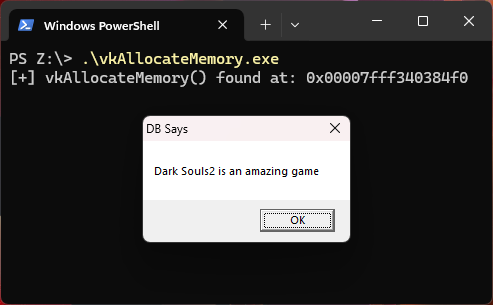 Windows PowerShell
PS Z:\> .\vkAllocateMemory.exe
[+] vkAllocateMemory() found at: 0x00007fff340384f0
DB Says
Dark Souls2 is an amazing game
OK